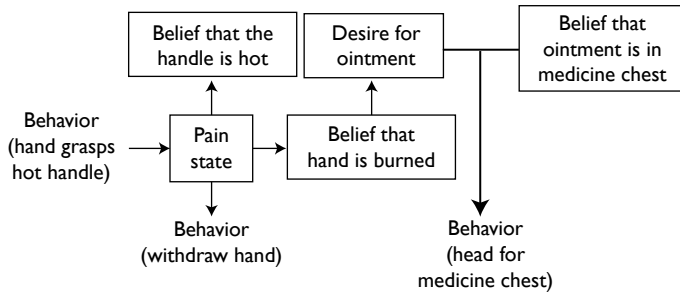 Belief that the
handle is hot
Desire for
ointment
Belief that
ointment is in
medicine chest
Behavior
(hand grasps
hot handle)
Pain
state
Belief that
hand is burned
Behavior
(withdraw hand)
Behavior
(head for
medicine chest)